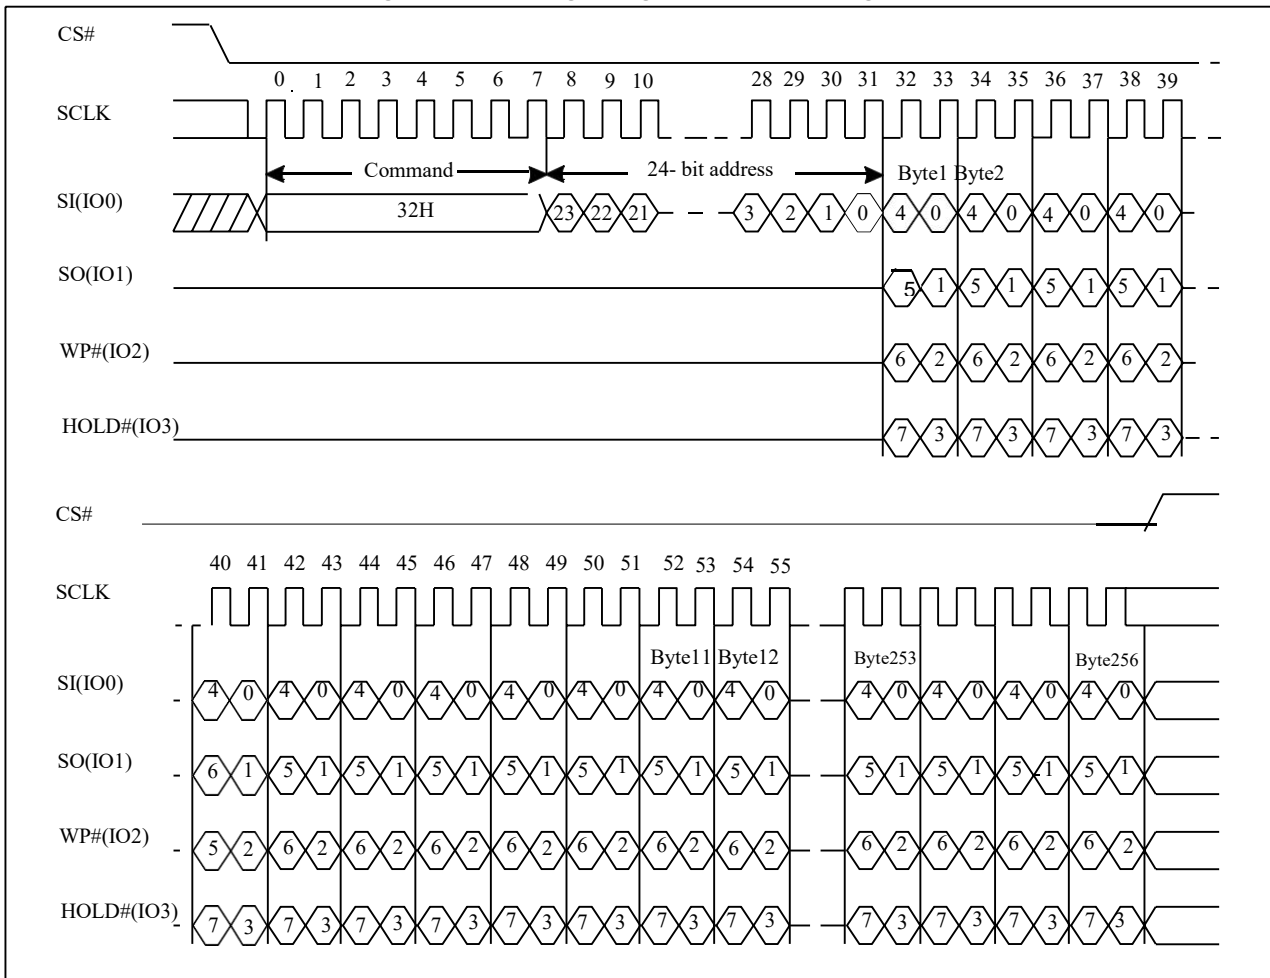 CS#
0 1 2 3 4 5 6 7 8 9 10 28 29 30 31 32 33 34 35 36 37 38 39
SCLK
Command 24- bit address Byte1 Byte2
SI(IO0) 32H 23 22 21 3 2 1 0 4 0 4 0 4 0 4 0
SO(IO1) 5 1 5 1 5 1 5 1
WP#(IO2) 6 2 6 2 6 2 6 2
HOLD#(IO3) 7 3 7 3 7 3 7 3
CS#
40 41 42 43 44 45 46 47 48 49 50 51 52 53 54 55
SCLK
Byte11 Byte12 Byte253 Byte256
SI(IO0) 4 0 4 0 4 0 4 0 4 0 4 0 4 0 4 0 4 0 4 0 4 0 4 0
SO(IO1) 6 1 5 1 5 1 5 1 5 1 5 1 5 1 5 1 5 1 5 1 5 1 5 1
WP#(IO2) 5 2 6 2 6 2 6 2 6 2 6 2 6 2 6 2 6 2 6 2 6 2 6 2
HOLD#(IO3) 7 3 7 3 7 3 7 3 7 3 7 3 7 3 7 3 7 3 7 3 7 3 7 3